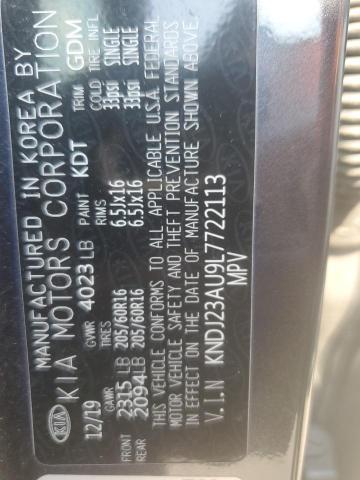 MANUFACTURED IN KOREA BY
KIA KIA MOTORS CORPORATION
12/19 GVWR 4023 LB PAINT KDT TRIM GDM
GAWR TIRES RIMS COLD TIRE INFL
FRONT 2315 LB 205/60R16 6.5Jx16 33psi SINGLE
REAR 2094 LB 205/60R16 6.5Jx16 33psi SINGLE
THIS VEHICLE CONFORMS TO ALL APPLICABLE U.S.A. FEDERAL
MOTOR VEHICLE SAFETY AND THEFT PREVENTION STANDARDS
IN EFFECT ON THE DATE OF MANUFACTURE SHOWN ABOVE.
V.I.N KNDJ23AU9L7722113
MPV